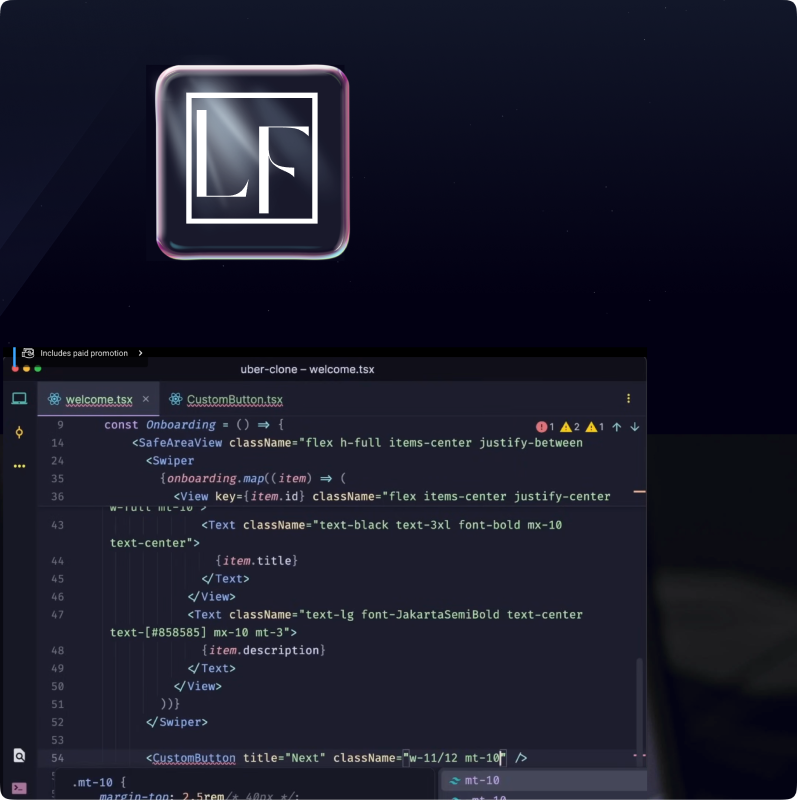 LF
Includes paid promotion
uber-clone – welcome.tsx
welcome.tsx × CustomButton.tsx
9 const Onboarding = () => {
1 2 1
14 <SafeAreaView className="flex h-full items-center justify-between
24 <Swiper
35 {onboarding.map((item) => (
36 <View key={item.id} className="flex items-center justify-center
w-full mt-10">
43 <Text className="text-black text-3xl font-bold mx-10
text-center">
44 {item.title}
45 </Text>
46 </View>
47 <Text className="text-lg font-JakartaSemiBold text-center
text-[#858585] mx-10 mt-3">
48 {item.description}
49 </Text>
50 </View>
51 ))}
52 </Swiper>
53
54 <CustomButton title="Next" className="w-11/12 mt-10" />
.mt-10 {
mt-10
margin-top: 2.5rem/* 40px */;
mt-10